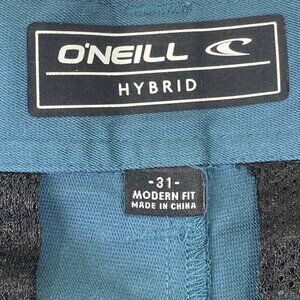 O'NEILL
HYBRID
-31-
MODERN FIT
MADE IN CHINA